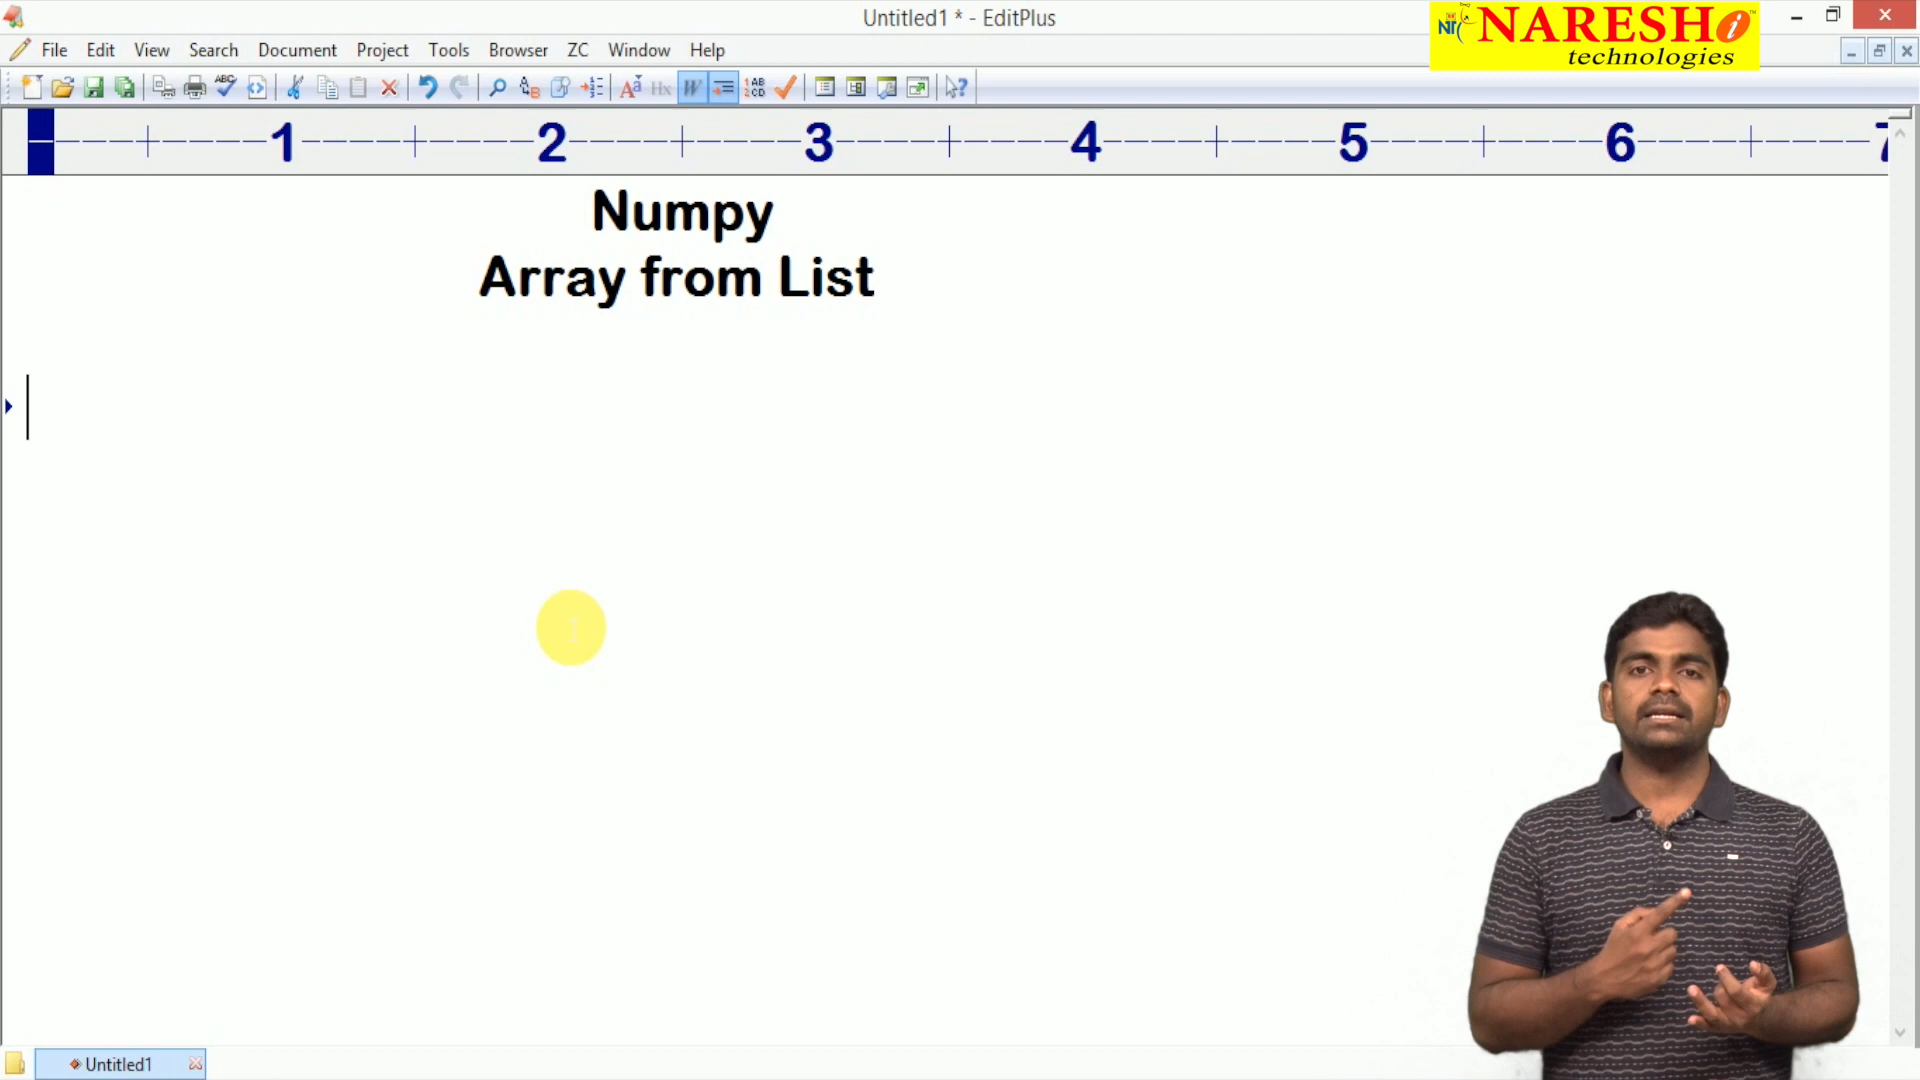 Untitled1 * - EditPlus
NARESH i
technologies
File Edit View Search Document Project Tools Browser ZC Window Help
1 2 3 4 5 6 7
Numpy
Array from List
Untitled1